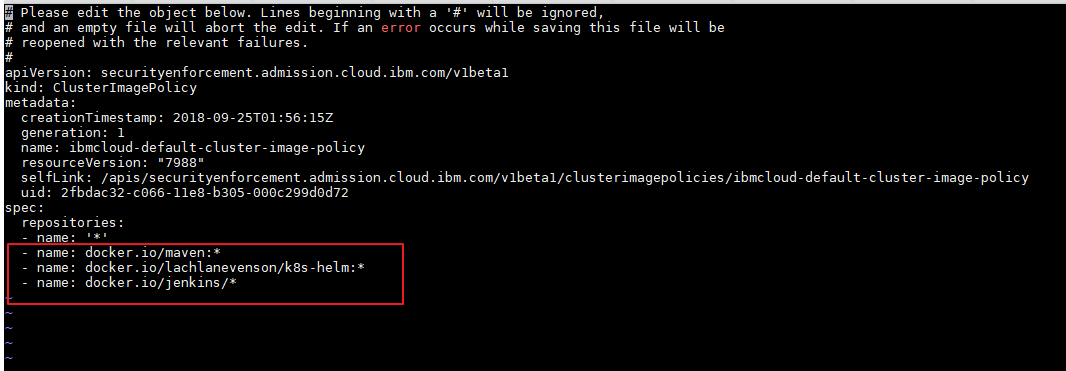 # Please edit the object below. Lines beginning with a '#' will be ignored,
# and an empty file will abort the edit. If an error occurs while saving this file will be
# reopened with the relevant failures.
#
apiVersion: securityenforcement.admission.cloud.ibm.com/v1beta1
kind: ClusterImagePolicy
metadata:
  creationTimestamp: 2018-09-25T01:56:15Z
  generation: 1
  name: ibmcloud-default-cluster-image-policy
  resourceVersion: "7988"
  selfLink: /apis/securityenforcement.admission.cloud.ibm.com/v1beta1/clusterimagepolicies/ibmcloud-default-cluster-image-policy
  uid: 2fbdac32-c066-11e8-b305-000c299d0d72
spec:
  repositories:
  - name: '*'
  - name: docker.io/maven:*
  - name: docker.io/lachlanevenson/k8s-helm:*
  - name: docker.io/jenkins/*
~
~
~
~
~